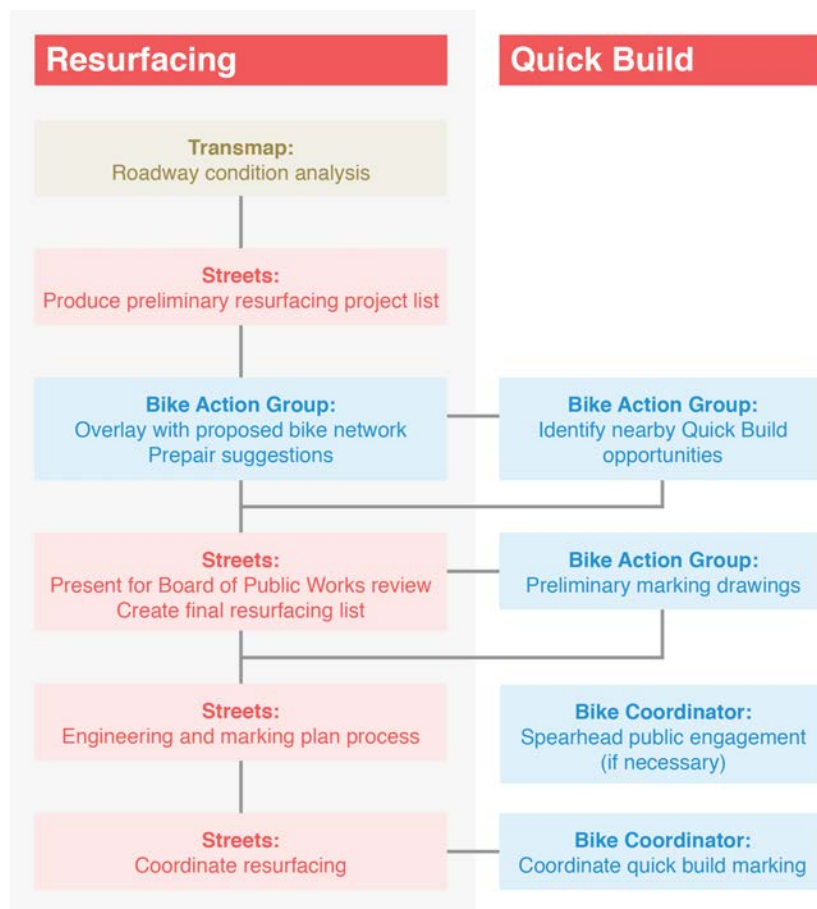 Resurfacing
Quick Build
Transmap:
Roadway condition analysis
Streets:
Produce preliminary resurfacing project list
Bike Action Group:
Overlay with proposed bike network
Prepair suggestions
Bike Action Group:
Identify nearby Quick Build
opportunities
Streets:
Present for Board of Public Works review
Create final resurfacing list
Bike Action Group:
Preliminary marking drawings
Streets:
Engineering and marking plan process
Bike Coordinator:
Spearhead public engagement
(if necessary)
Streets:
Coordinate resurfacing
Bike Coordinator:
Coordinate quick build marking